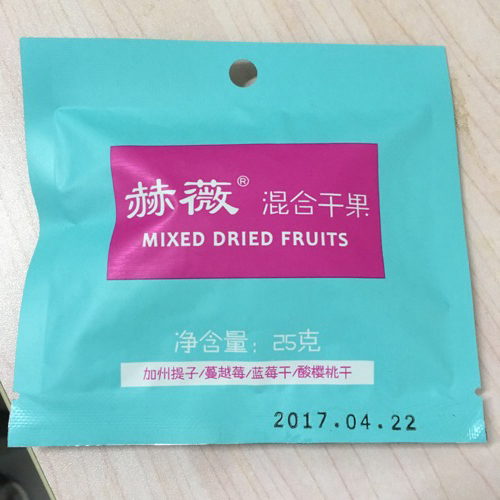 赫薇® 混合干果
MIXED DRIED FRUITS
净含量：25克
加州提子/蔓越莓/蓝莓干/酸樱桃干
2017.04.22